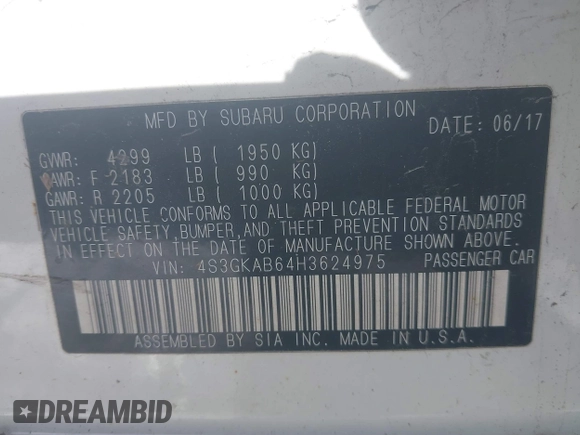 MFD BY SUBARU CORPORATION DATE: 06/17
GVWR: 4299 LB ( 1950 KG)
GAWR: F 2183 LB ( 990 KG)
GAWR: R 2205 LB ( 1000 KG)
THIS VEHICLE CONFORMS TO ALL APPLICABLE FEDERAL MOTOR
VEHICLE SAFETY,BUMPER,AND THEFT PREVENTION STANDARDS
IN EFFECT ON THE DATE OF MANUFACTURE SHOWN ABOVE.
VIN: 4S3GKAB64H3624975 PASSENGER CAR
ASSEMBLED BY SIA INC. MADE IN U.S.A.
DREAMBID